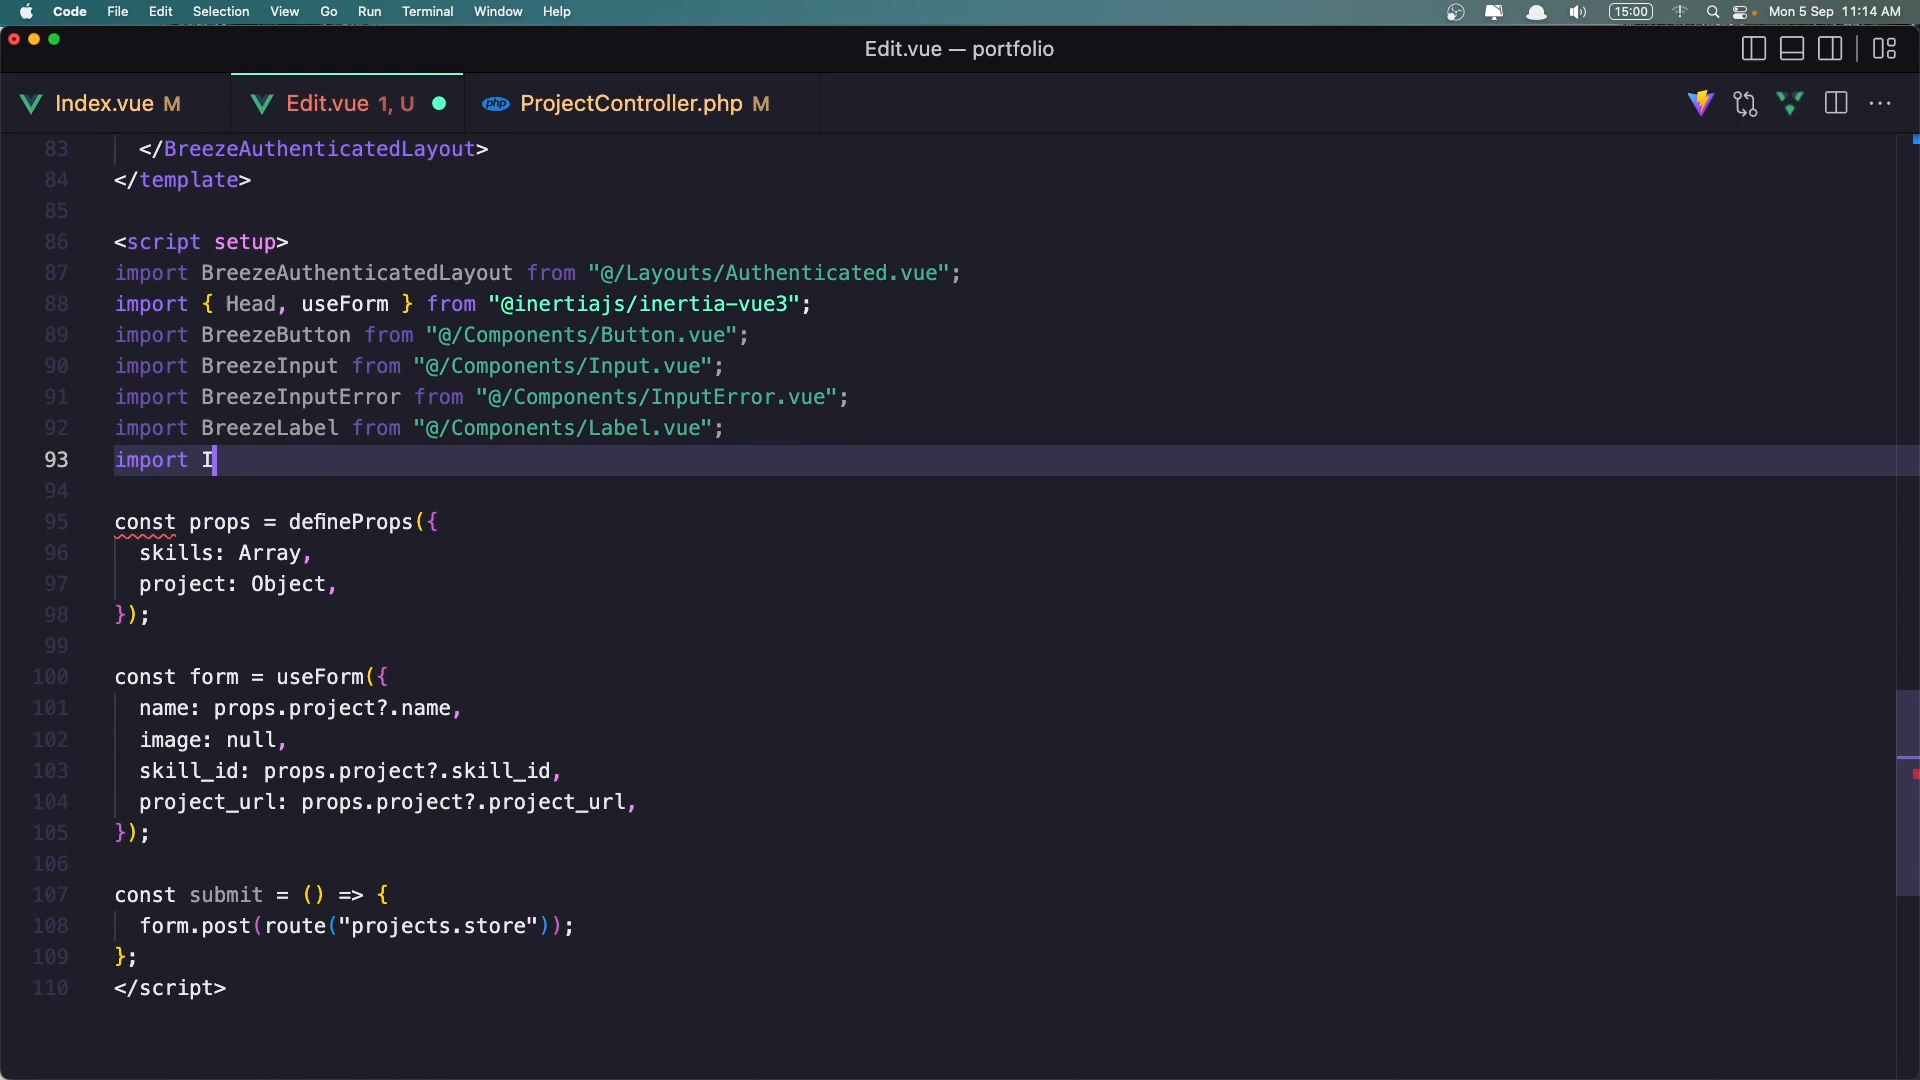 Code File Edit Selection View Go Run Terminal Window Help 15:00 Mon 5 Sep 11:14 AM
Edit.vue — portfolio
Index.vue M Edit.vue 1, U php ProjectController.php M
83 </BreezeAuthenticatedLayout>
84 </template>
85
86 <script setup>
87 import BreezeAuthenticatedLayout from "@/Layouts/Authenticated.vue";
88 import { Head, useForm } from "@inertiajs/inertia-vue3";
89 import BreezeButton from "@/Components/Button.vue";
90 import BreezeInput from "@/Components/Input.vue";
91 import BreezeInputError from "@/Components/InputError.vue";
92 import BreezeLabel from "@/Components/Label.vue";
93 import I
94
95 const props = defineProps({
96 skills: Array,
97 project: Object,
98 });
99
100 const form = useForm({
101 name: props.project?.name,
102 image: null,
103 skill_id: props.project?.skill_id,
104 project_url: props.project?.project_url,
105 });
106
107 const submit = () => {
108 form.post(route("projects.store"));
109 };
110 </script>